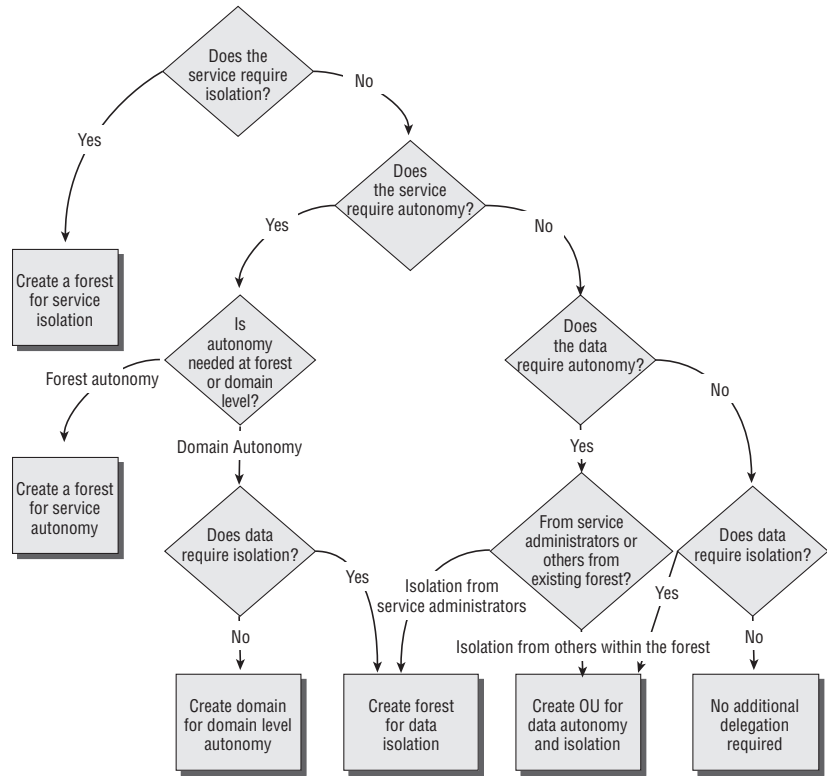 Does the
service require
isolation?
No
Yes
Does
the service
require autonomy?
Yes
No
Create a forest
for service
isolation
Is
autonomy
needed at forest
or domain
level?
Does
the data
require autonomy?
Forest autonomy
No
Domain Autonomy
Yes
Create a forest
for service
autonomy
Does data
require isolation?
From service
administrators or
others from
existing forest?
Does data
require isolation?
Yes
Isolation from
service administrators
Yes
No
Isolation from others within the forest
No
Create domain
for domain level
autonomy
Create forest
for data
isolation
Create OU for
data autonomy
and isolation
No additional
delegation
required